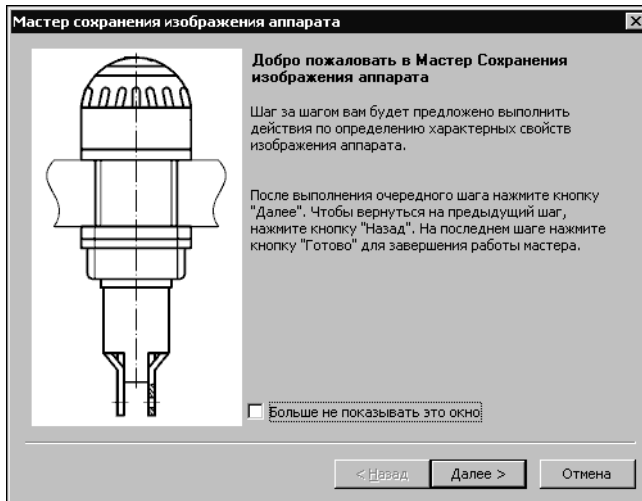 Мастер сохранения изображения аппарата
Добро пожаловать в Мастер Сохранения
изображения аппарата
Шаг за шагом вам будет предложено выполнить
действия по определению характерных свойств
изображения аппарата.
После выполнения очередного шага нажмите кнопку
"Далее". Чтобы вернуться на предыдущий шаг,
нажмите кнопку "Назад". На последнем шаге нажмите
кнопку "Готово" для завершения работы мастера.
Больше не показывать это окно
< Назад
Далее >
Отмена